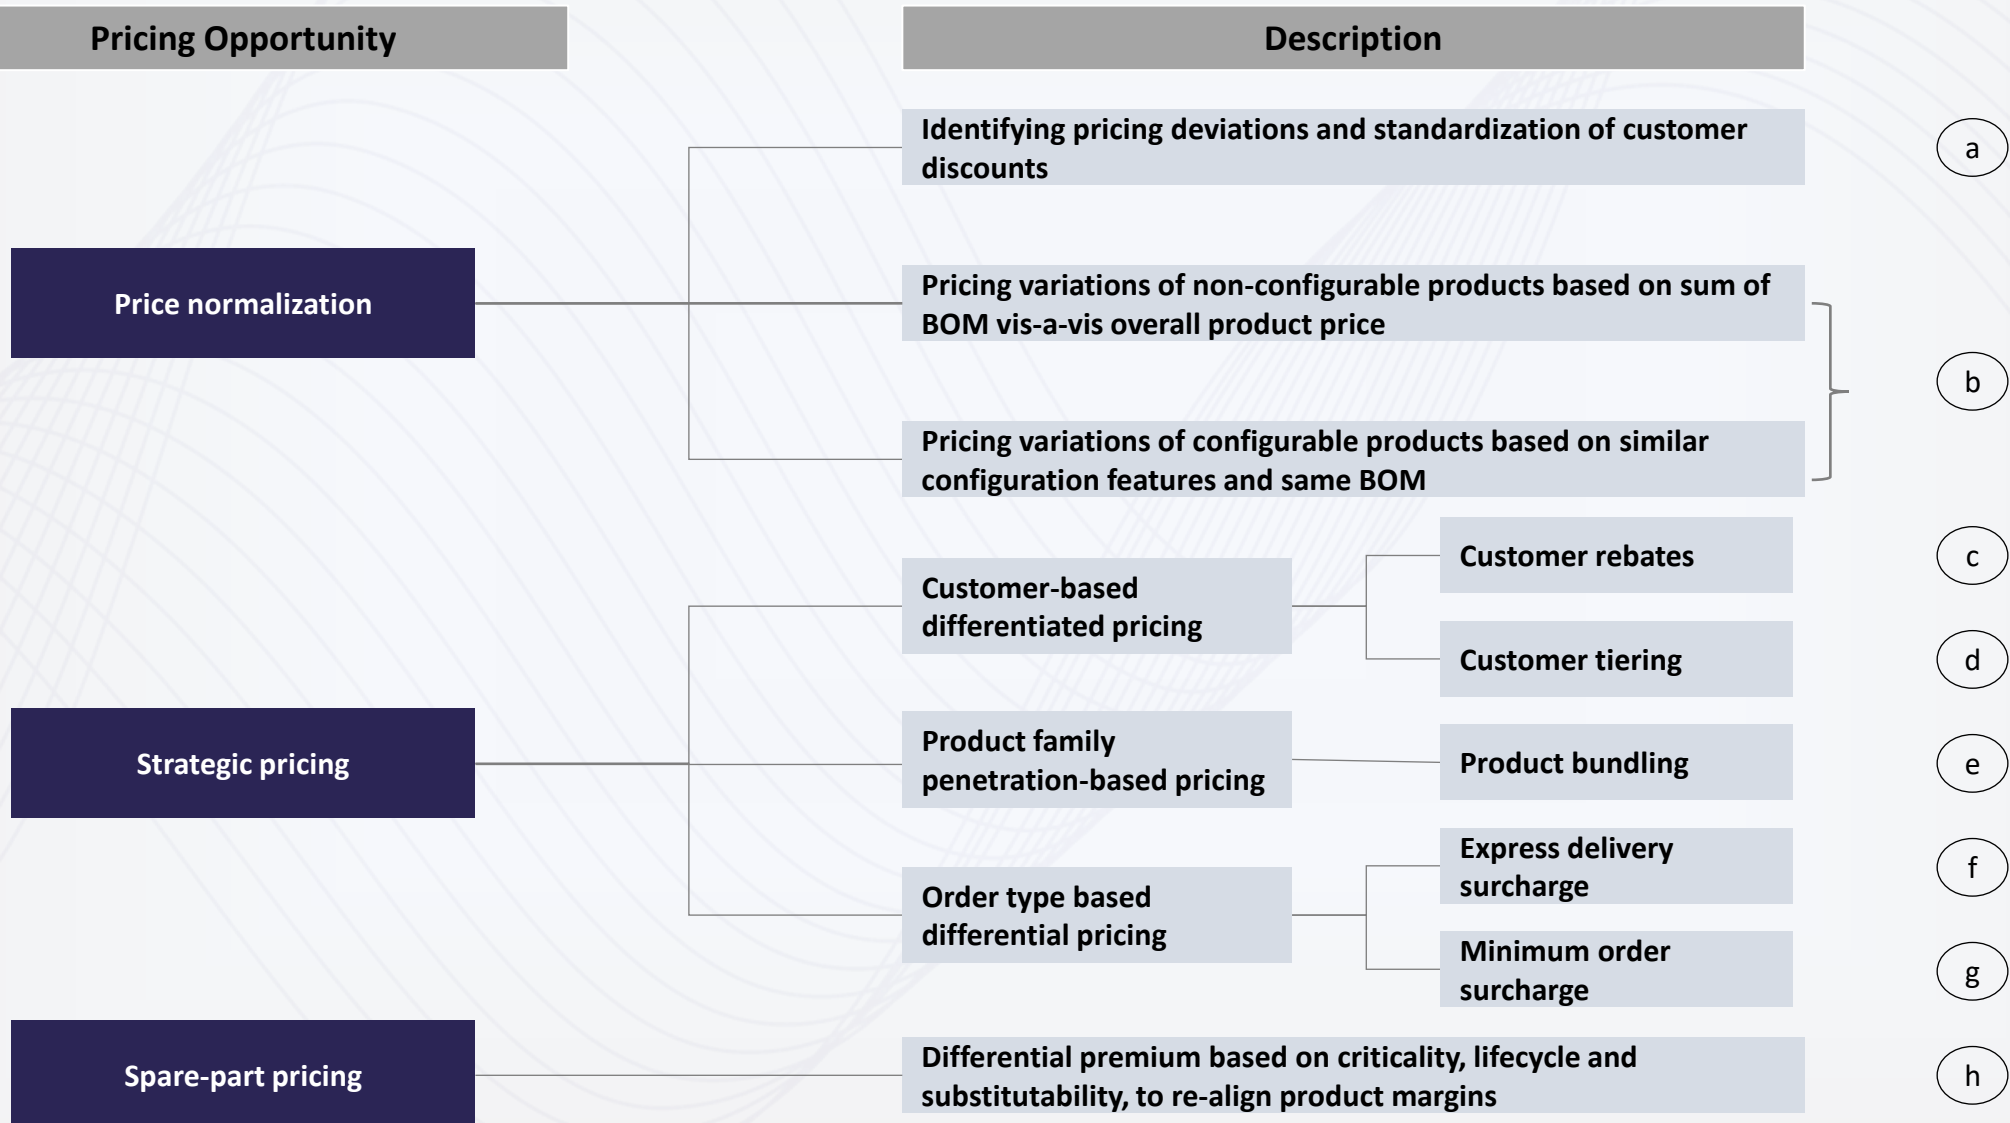 Pricing Opportunity
Description
Identifying pricing deviations and standardization of customer
discounts
a
Price normalization
Pricing variations of non-configurable products based on sum of
BOM vis-a-vis overall product price
b
Pricing variations of configurable products based on similar
configuration features and same BOM
Strategic pricing
Customer-based
differentiated pricing
Customer rebates
c
Customer tiering
d
Product family
penetration-based pricing
Product bundling
e
Order type based
differential pricing
Express delivery
surcharge
f
Minimum order
surcharge
g
Spare-part pricing
Differential premium based on criticality, lifecycle and
substitutability, to re-align product margins
h